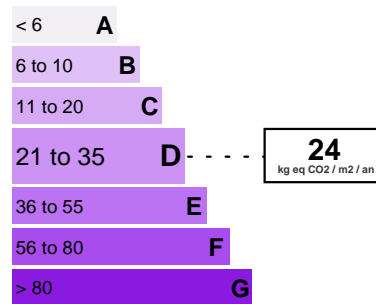 < 6 A
6 to 10 B
11 to 20 C
21 to 35 D
24
kg eq CO2 / m2 / an
36 to 55 E
56 to 80 F
> 80 G